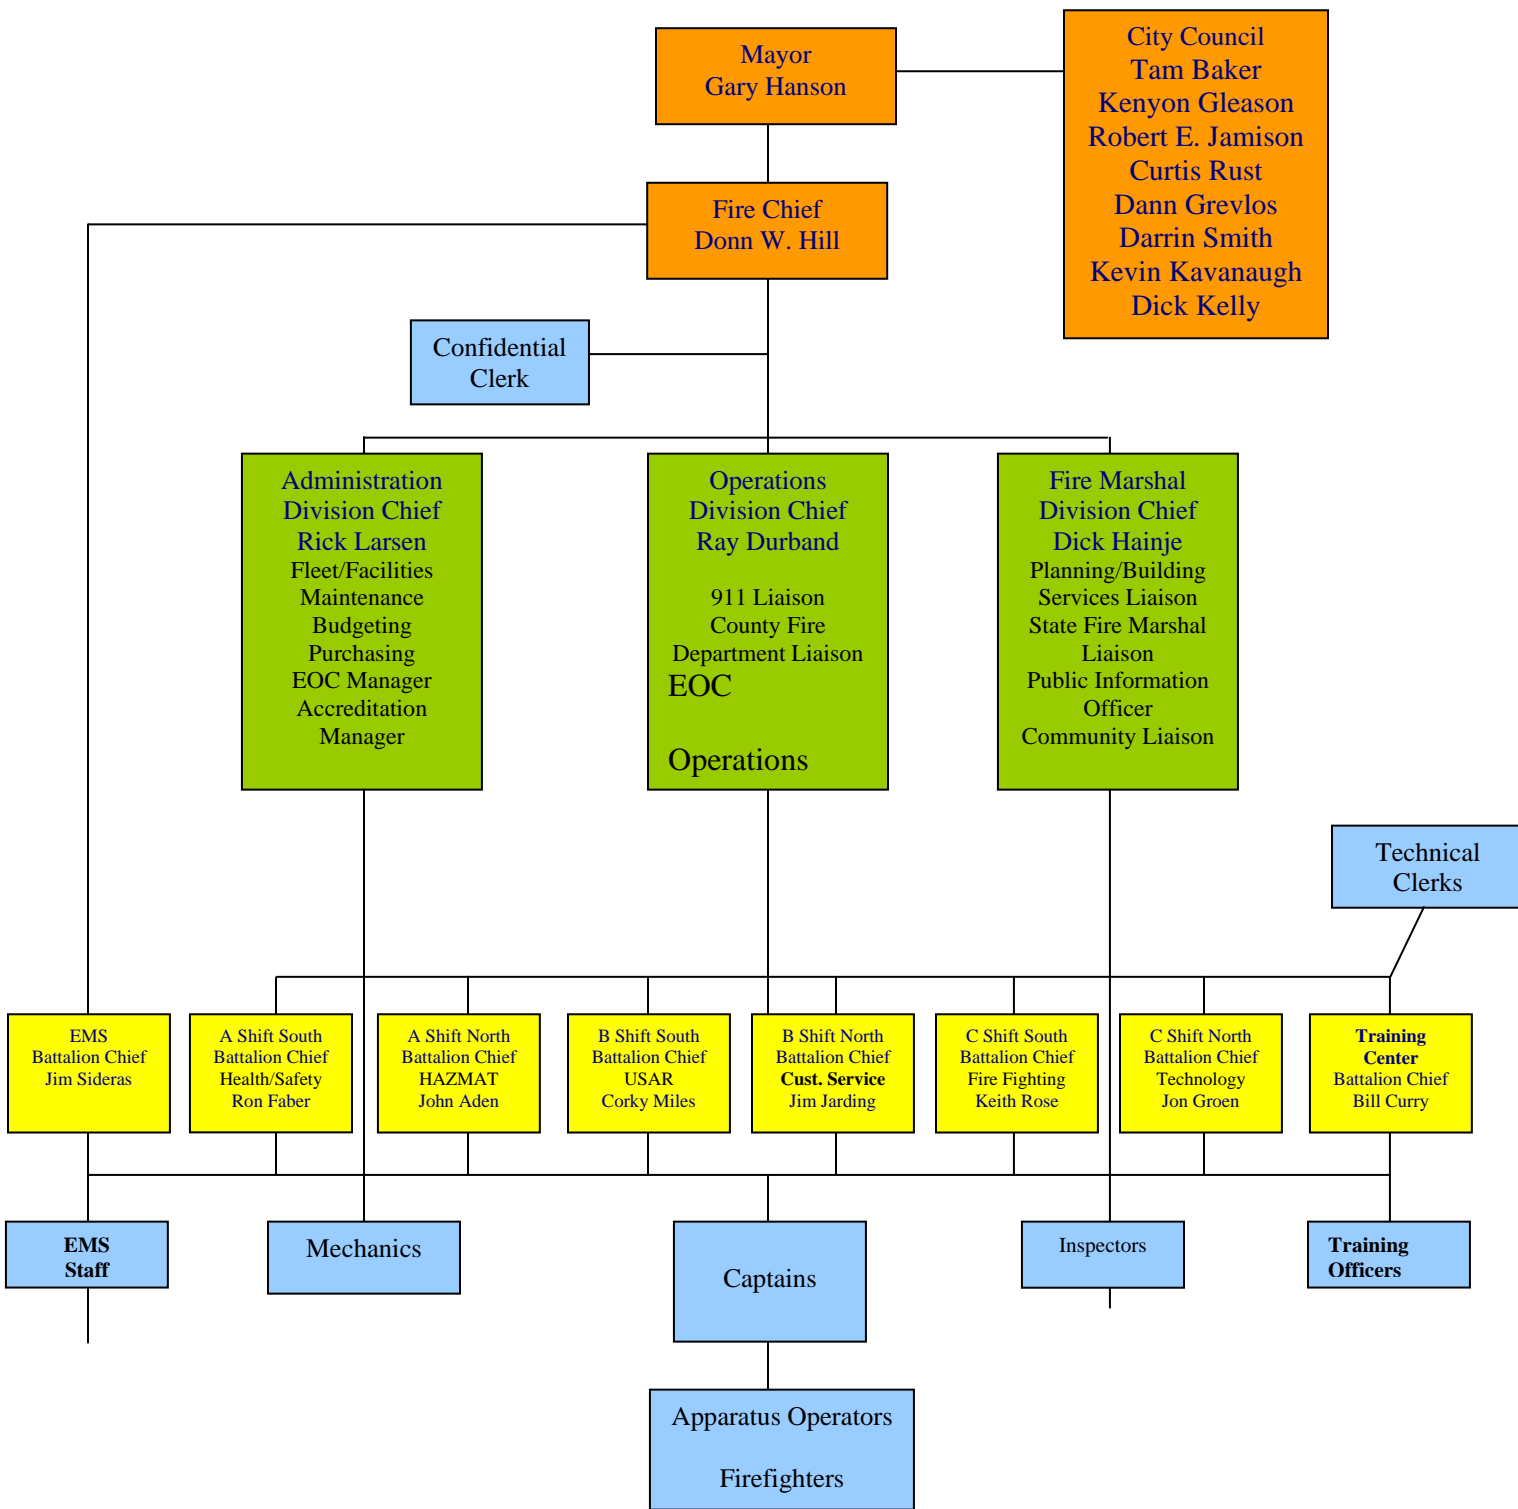 Mayor
Gary Hanson
City Council
Tam Baker
Kenyon Gleason
Robert E. Jamison
Curtis Rust
Dann Grevlos
Darrin Smith
Kevin Kavanaugh
Dick Kelly
Fire Chief
Donn W. Hill
Confidential
Clerk
Administration
Division Chief
Rick Larsen
Fleet/Facilities
Maintenance
Budgeting
Purchasing
EOC Manager
Accreditation
Manager
Operations
Division Chief
Ray Durband
911 Liaison
County Fire
Department Liaison
EOC
Operations
Fire Marshal
Division Chief
Dick Hainje
Planning/Building
Services Liaison
State Fire Marshal
Liaison
Public Information
Officer
Community Liaison
Technical
Clerks
EMS
Battalion Chief
Jim Sideras
A Shift South
Battalion Chief
Health/Safety
Ron Faber
A Shift North
Battalion Chief
HAZMAT
John Aden
B Shift South
Battalion Chief
USAR
Corky Miles
B Shift North
Battalion Chief
Cust. Service
Jim Jarding
C Shift South
Battalion Chief
Fire Fighting
Keith Rose
C Shift North
Battalion Chief
Technology
Jon Groen
Training
Center
Battalion Chief
Bill Curry
EMS
Staff
Mechanics
Captains
Inspectors
Training
Officers
Apparatus Operators
Firefighters